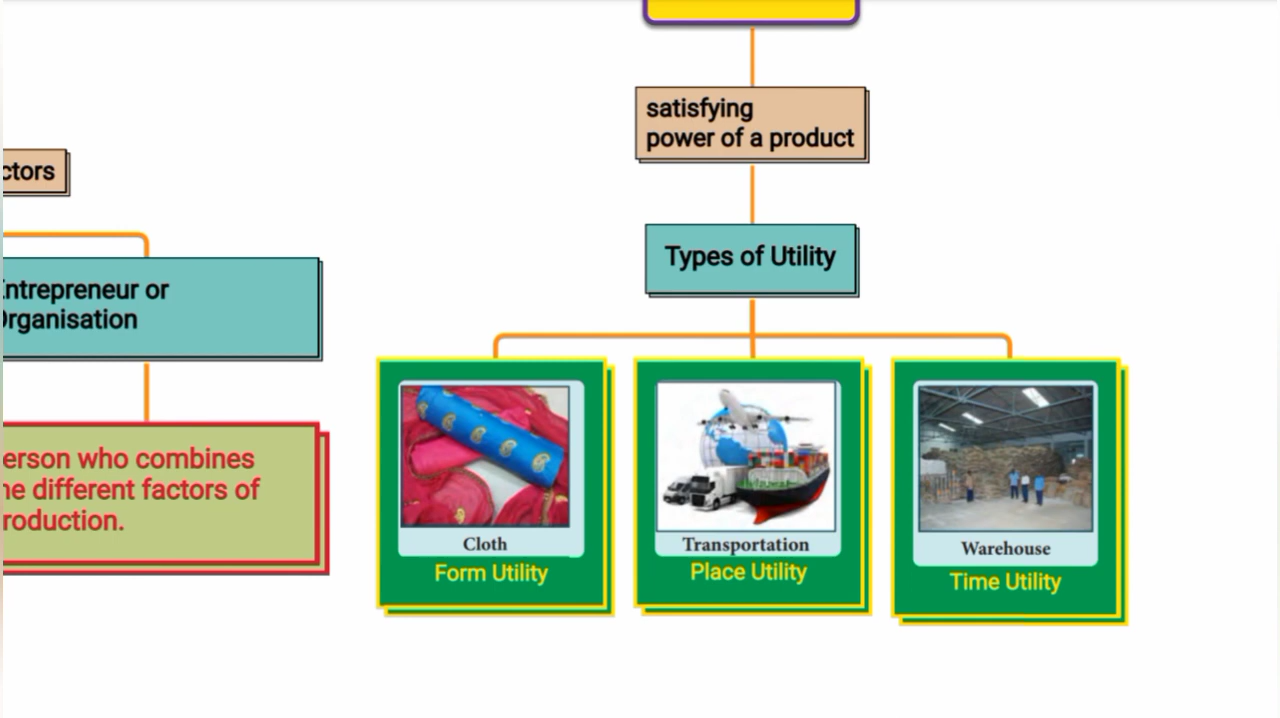 satisfying
power of a product
ctors
Types of Utility
ntrepreneur or
rganisation
erson who combines
he different factors of
roduction.
Cloth
Form Utility
Transportation
Place Utility
Warehouse
Time Utility